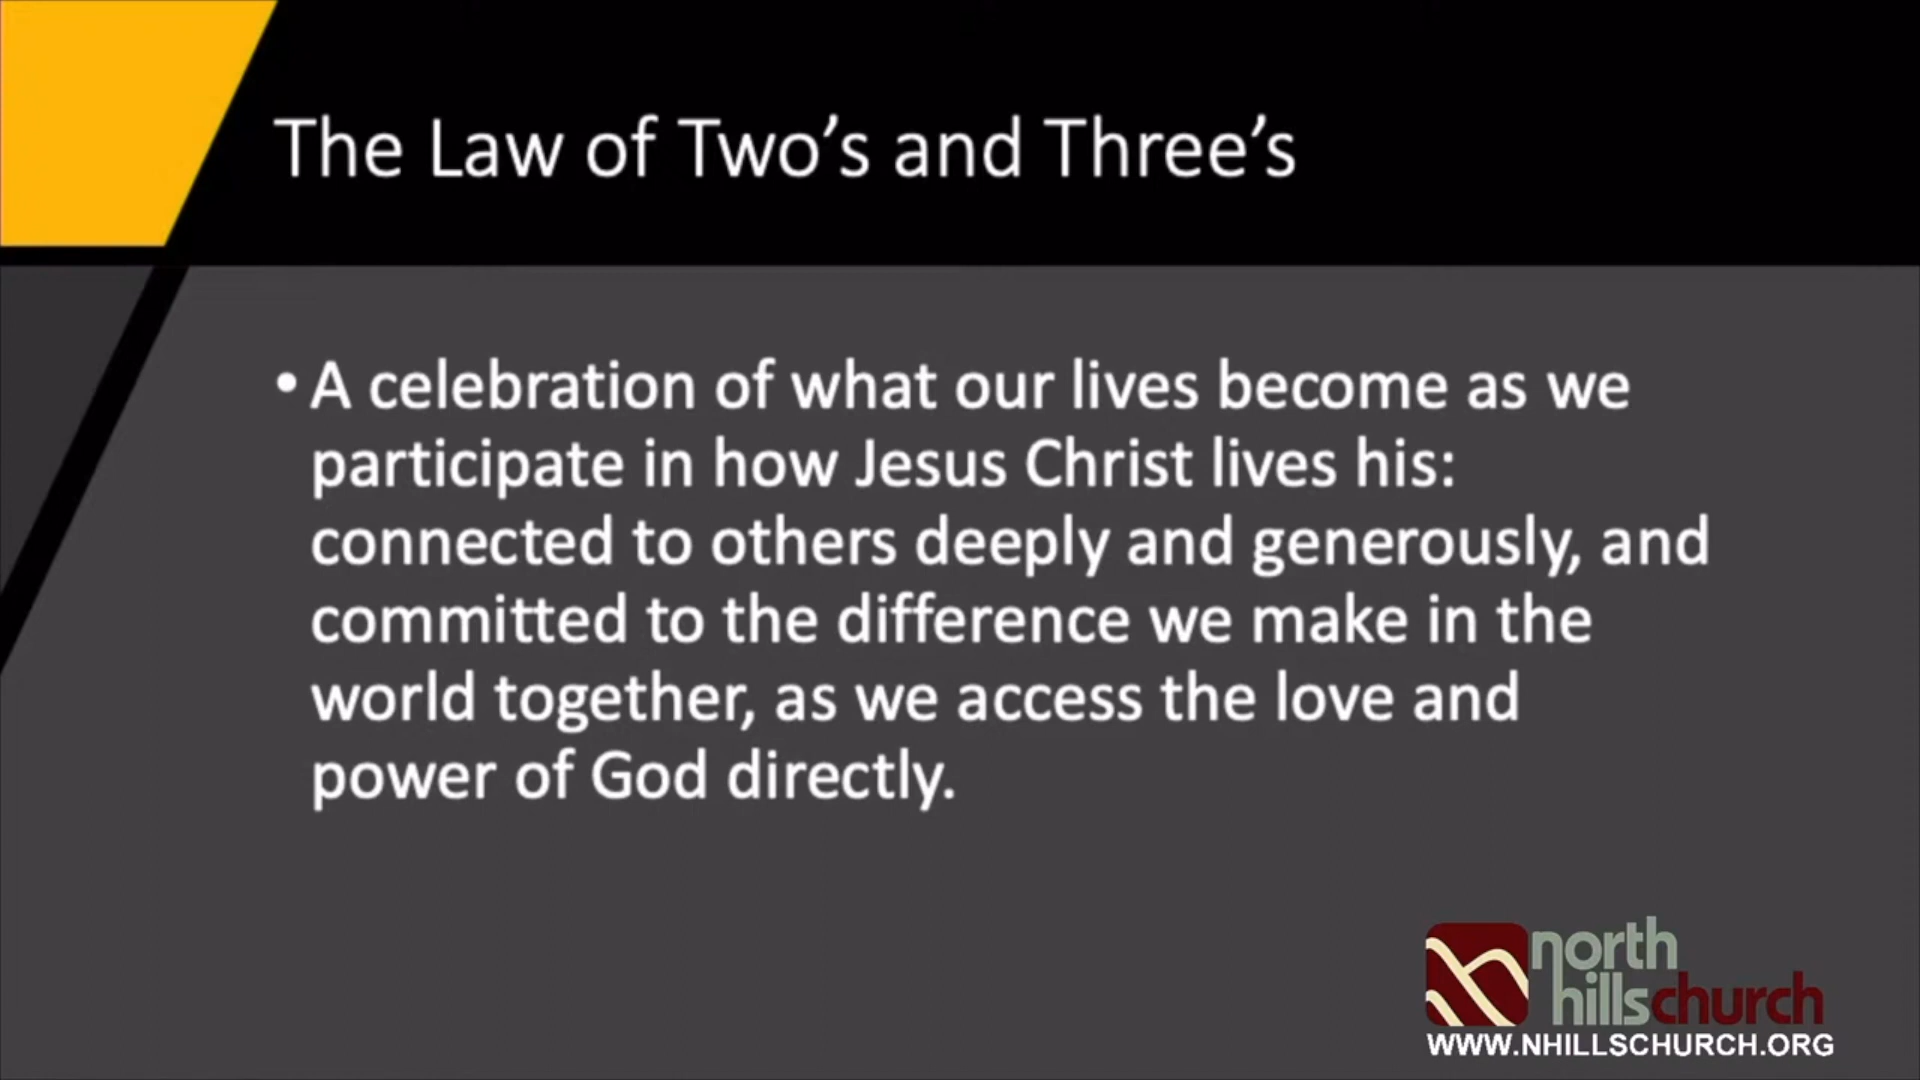 The Law of Two’s and Three’s
• A celebration of what our lives become as we
participate in how Jesus Christ lives his:
connected to others deeply and generously, and
committed to the difference we make in the
world together, as we access the love and
power of God directly.
north
hillschurch
WWW.NHILLSCHURCH.ORG